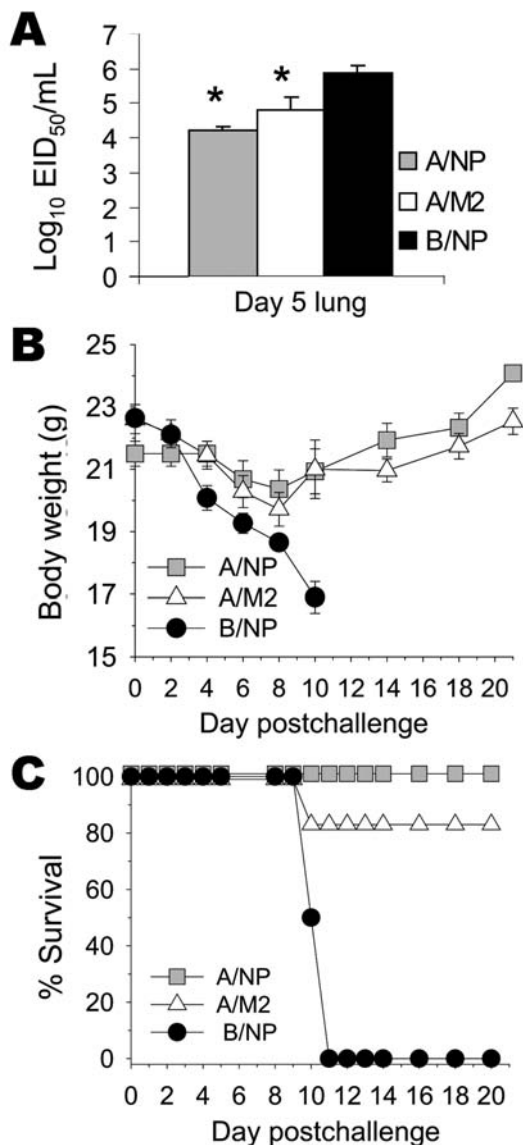 A
Log10 EID50/mL
7
6
5
4
3
2
1
0
*
*
A/NP
A/M2
B/NP
Day 5 lung
B
Body weight (g)
25
23
21
19
17
15
A/NP
A/M2
B/NP
0 2 4 6 8 10 12 14 16 18 20
Day postchallenge
C
% Survival
100
80
60
40
20
0
A/NP
A/M2
B/NP
0 2 4 6 8 10 12 14 16 18 20
Day postchallenge